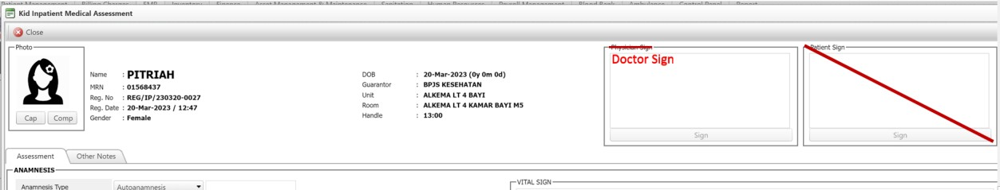 Patient Management Billing Charges EMR Inventory Finance Asset Management & Maintenance Sanitation Human Resources Payroll Management Blood Bank Ambulance Control Panel Report
Kid Inpatient Medical Assessment
Close
Photo
Cap Comp
Name : PITRIAH
MRN : 01568437
Reg. No : REG/IP/230320-0027
Reg. Date : 20-Mar-2023 / 12:47
Gender : Female
DOB : 20-Mar-2023 (0y 0m 0d)
Guarantor : BPJS KESEHATAN
Unit : ALKEMA LT 4 BAYI
Room : ALKEMA LT 4 KAMAR BAYI M5
Handle : 13:00
Physician Sign
Doctor Sign
Sign
Patient Sign
Sign
Assessment Other Notes
ANAMNESIS
Anamnesis Type Autoanamnesis
VITAL SIGN